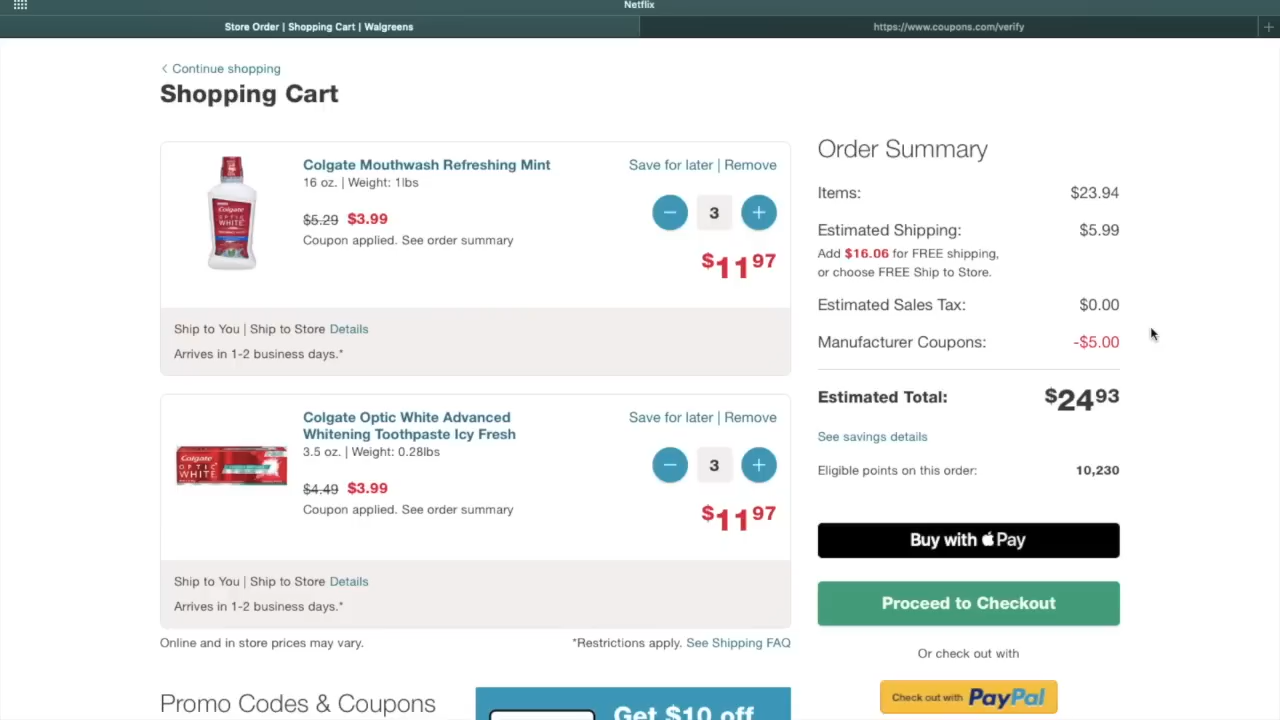 Netflix
Store Order | Shopping Cart | Walgreens
https://www.coupons.com/verify
Continue shopping
Shopping Cart
Colgate Mouthwash Refreshing Mint
Save for later | Remove
16 oz. | Weight: 1lbs
$5.29 $3.99
3
Coupon applied. See order summary
$11 97
Ship to You | Ship to Store Details
Arrives in 1-2 business days.*
Colgate Optic White Advanced
Whitening Toothpaste Icy Fresh
Save for later | Remove
3.5 oz. | Weight: 0.28lbs
Colgate
OPTIC
WHITE
$4.49 $3.99
3
Coupon applied. See order summary
$11 97
Ship to You | Ship to Store Details
Arrives in 1-2 business days.*
Online and in store prices may vary.
*Restrictions apply. See Shipping FAQ
Promo Codes & Coupons
Get $10 off
Order Summary
Items: $23.94
Estimated Shipping: $5.99
Add $16.06 for FREE shipping,
or choose FREE Ship to Store.
Estimated Sales Tax: $0.00
Manufacturer Coupons: -$5.00
Estimated Total: $24 93
See savings details
Eligible points on this order: 10,230
Buy with Pay
Proceed to Checkout
Or check out with
Check out with PayPal